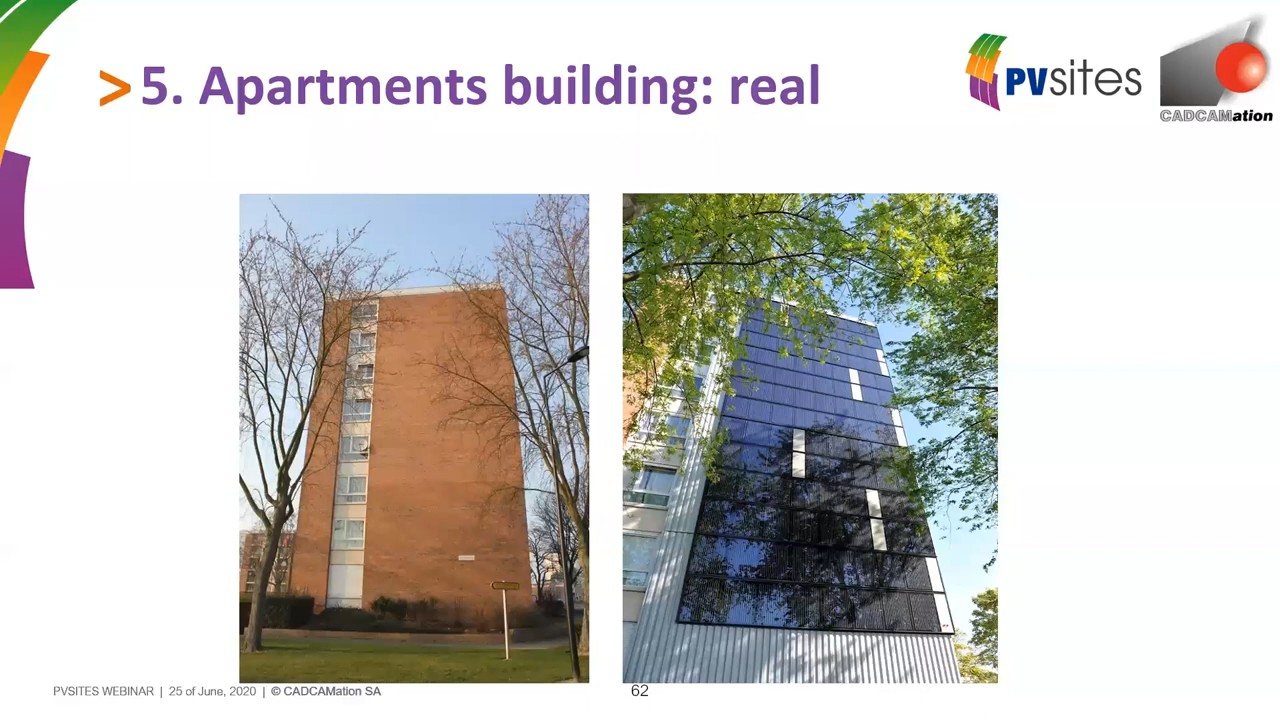 > 5. Apartments building: real
PVsites
CADCAMation
PVSITES WEBINAR | 25 of June, 2020 | © CADCAMation SA
62